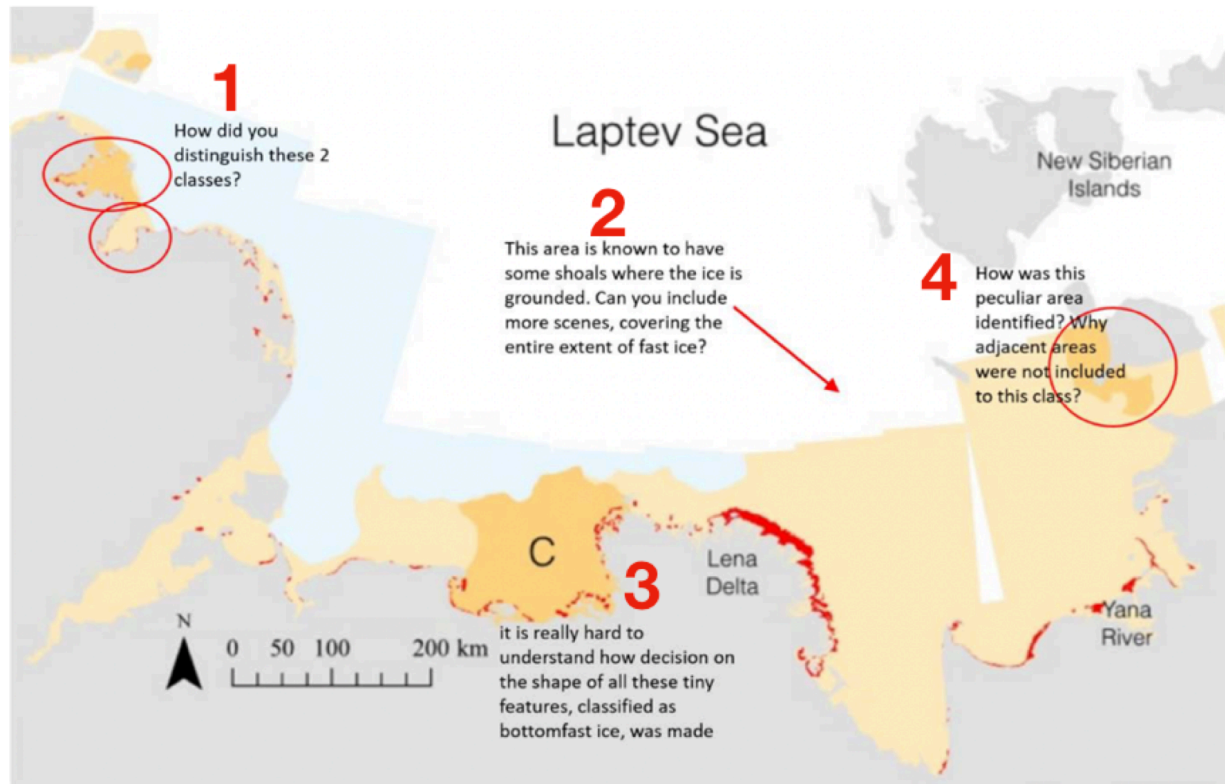 1
How did you
distinguish these 2
classes?
Laptev Sea
New Siberian
Islands
2
This area is known to have
some shoals where the ice is
grounded. Can you include
more scenes, covering the
entire extent of fast ice?
4
How was this
peculiar area
identified? Why
adjacent areas
were not included
to this class?
C
Lena
Delta
Yana
River
3
it is really hard to
understand how decision on
the shape of all these tiny
features, classified as
bottomfast ice, was made
N
0 50 100 200 km